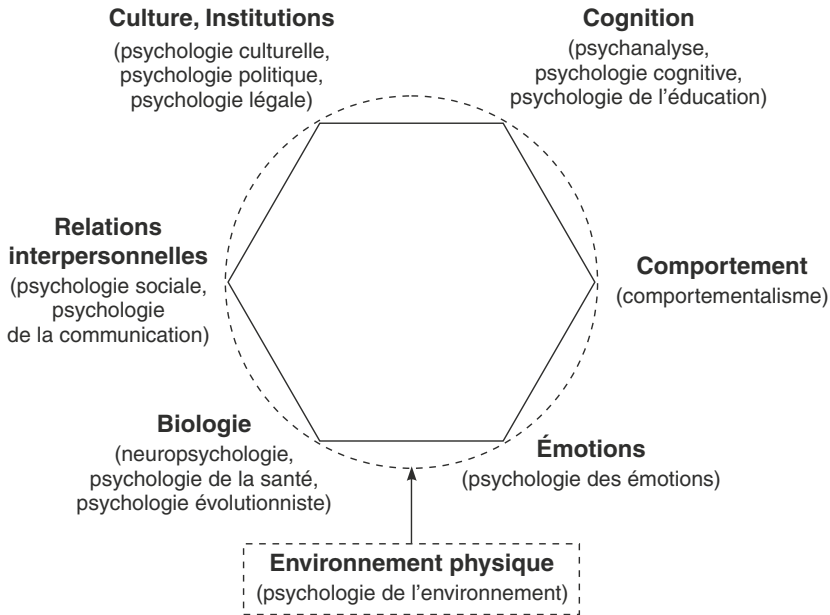 Culture, Institutions
(psychologie culturelle,
psychologie politique,
psychologie légale)
Cognition
(psychanalyse,
psychologie cognitive,
psychologie de l'éducation)
Relations
interpersonnelles
(psychologie sociale,
psychologie
de la communication)
Comportement
(comportementalisme)
Biologie
(neuropsychologie,
psychologie de la santé,
psychologie évolutionniste)
Émotions
(psychologie des émotions)
Environnement physique
(psychologie de l'environnement)